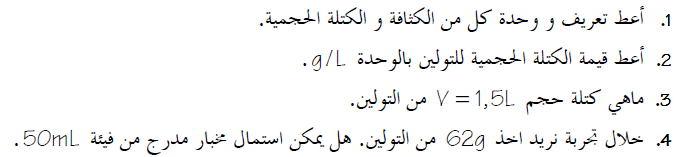 1. أعط تعريف و وحدة كل من الكثافة و الكتلة الحجمية.
2. أعط قيمة الكتلة الحجمية للتولين بالوحدة g/L .
3. ماهي كتلة حجم V = 1,5L من التولين.
4. خلال تجربة نريد اخذ 62g من التولين. هل يمكن استمال مخبار مدرج من فيئة 50mL .